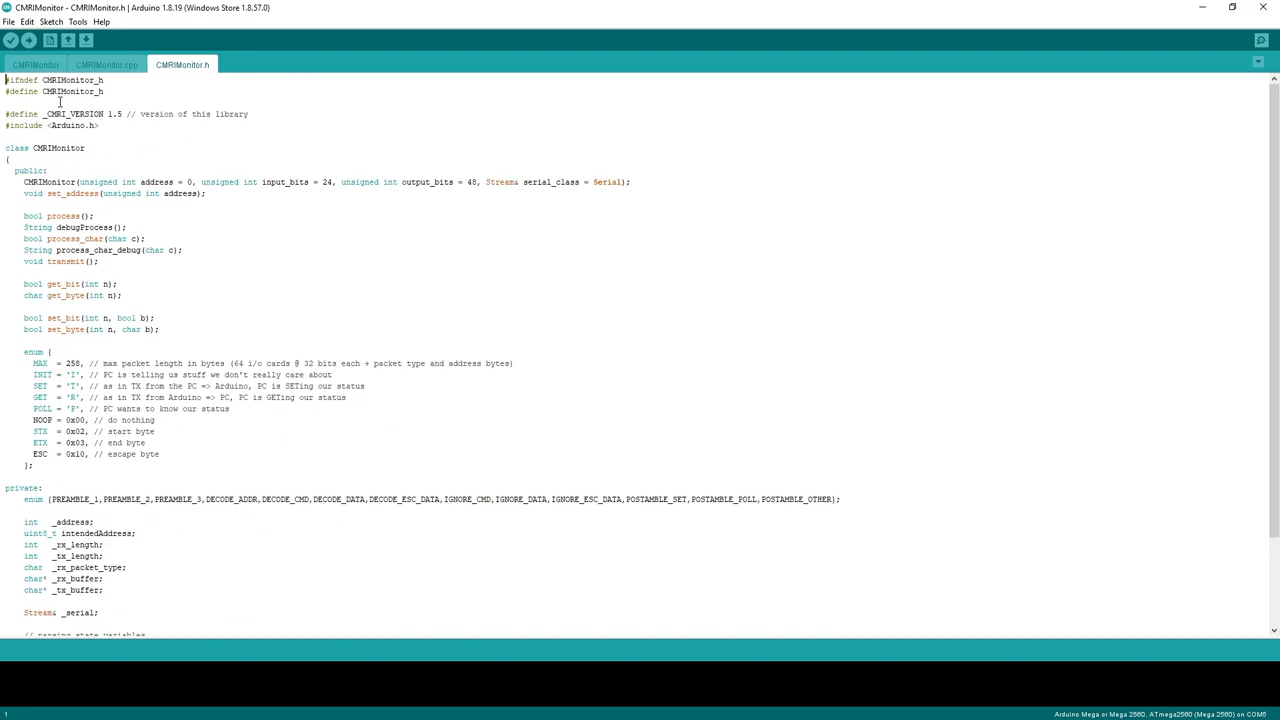 CMRIMonitor - CMRIMonitor.h | Arduino 1.8.19 (Windows Store 1.8.57.0)
File Edit Sketch Tools Help
CMRIMonitor CMRIMonitor.cpp CMRIMonitor.h
#ifndef CMRIMonitor_h
#define CMRIMonitor_h
#define _CMRI_VERSION 1.5 // version of this library
#include <Arduino.h>
class CMRIMonitor
{
public:
CMRIMonitor(unsigned int address = 0, unsigned int input_bits = 24, unsigned int output_bits = 48, Stream& serial_class = Serial);
void set_address(unsigned int address);
bool process();
String debugProcess();
bool process_char(char c);
String process_char_debug(char c);
void transmit();
bool get_bit(int n);
char get_byte(int n);
bool set_bit(int n, bool b);
bool set_byte(int n, char b);
enum {
MAX = 258, // max packet length in bytes (64 i/o cards @ 32 bits each + packet type and address bytes)
INIT = 'I', // PC is telling us stuff we don't really care about
SET = 'T', // as in TX from the PC => Arduino, PC is SETing our status
GET = 'R', // as in TX from Arduino => PC, PC is GETing our status
POLL = 'P', // PC wants to know our status
NOOP = 0x00, // do nothing
STX = 0x02, // start byte
ETX = 0x03, // end byte
ESC = 0x10, // escape byte
};
private:
enum {PREAMBLE_1,PREAMBLE_2,PREAMBLE_3,DECODE_ADDR,DECODE_CMD,DECODE_DATA,DECODE_ESC_DATA,IGNORE_CMD,IGNORE_DATA,IGNORE_ESC_DATA,POSTAMBLE_SET,POSTAMBLE_POLL,POSTAMBLE_OTHER};
int _address;
uint8_t intendedAddress;
int _rx_length;
int _tx_length;
char _rx_packet_type;
char* _rx_buffer;
char* _tx_buffer;
Stream& _serial;
// parsing state variables
1
Arduino Mega or Mega 2560, ATmega2560 (Mega 2560) on COM5